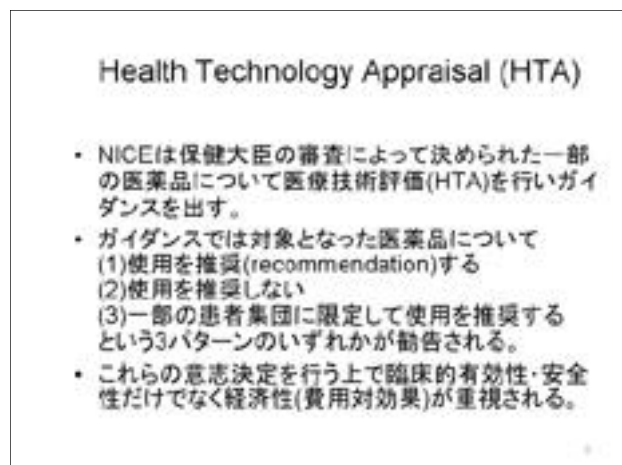 Health Technology Appraisal (HTA)
• NICEは保健大臣の審査によって決められた一部
の医薬品について医療技術評価(HTA)を行いガイ
ダンスを出す。
• ガイダンスでは対象となった医薬品について
(1)使用を推奨(recommendation)する
(2)使用を推奨しない
(3)一部の患者集団に限定して使用を推奨する
という3パターンのいずれかが勧告される。
• これらの意志決定を行う上で臨床的有効性・安全
性だけでなく経済性(費用対効果)が重視される。